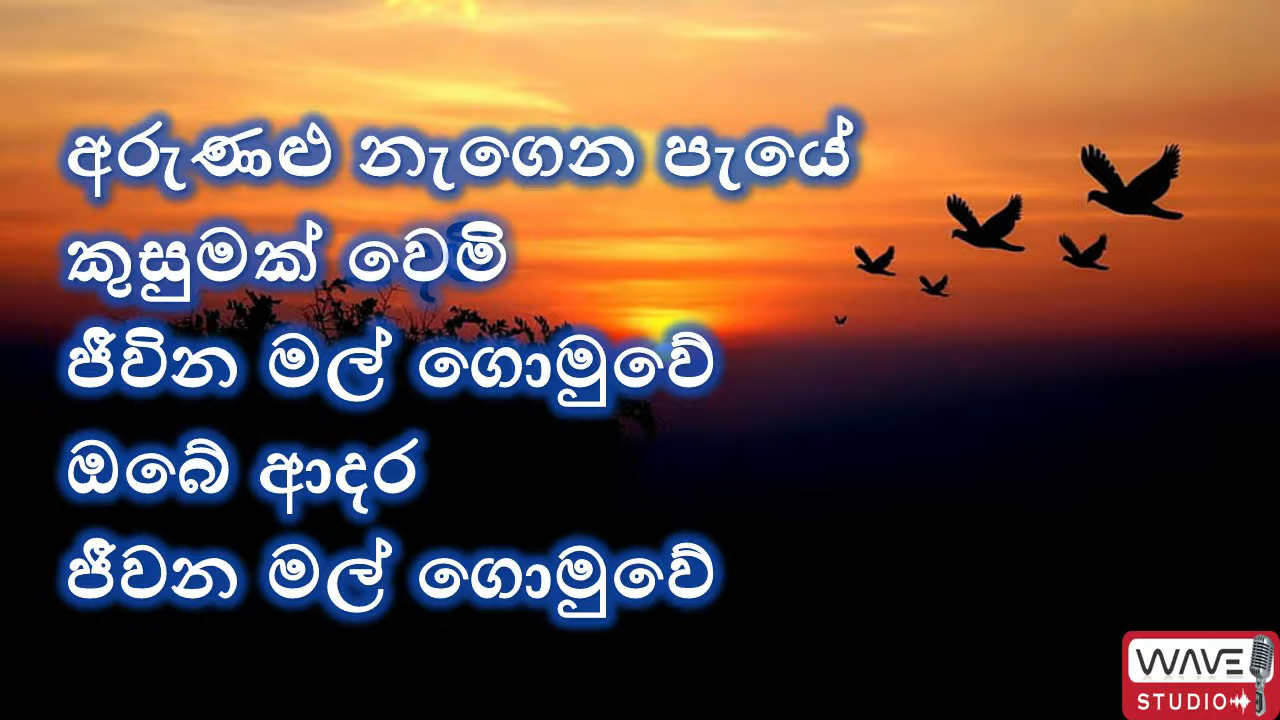 අරුණළු නැගෙන පැයේ
කුසුමක් වෙමි
ජීවින මල් ගොමුවේ
ඔබේ ආදර
ජීවන මල් ගොමුවේ
WAVE
STUDIO